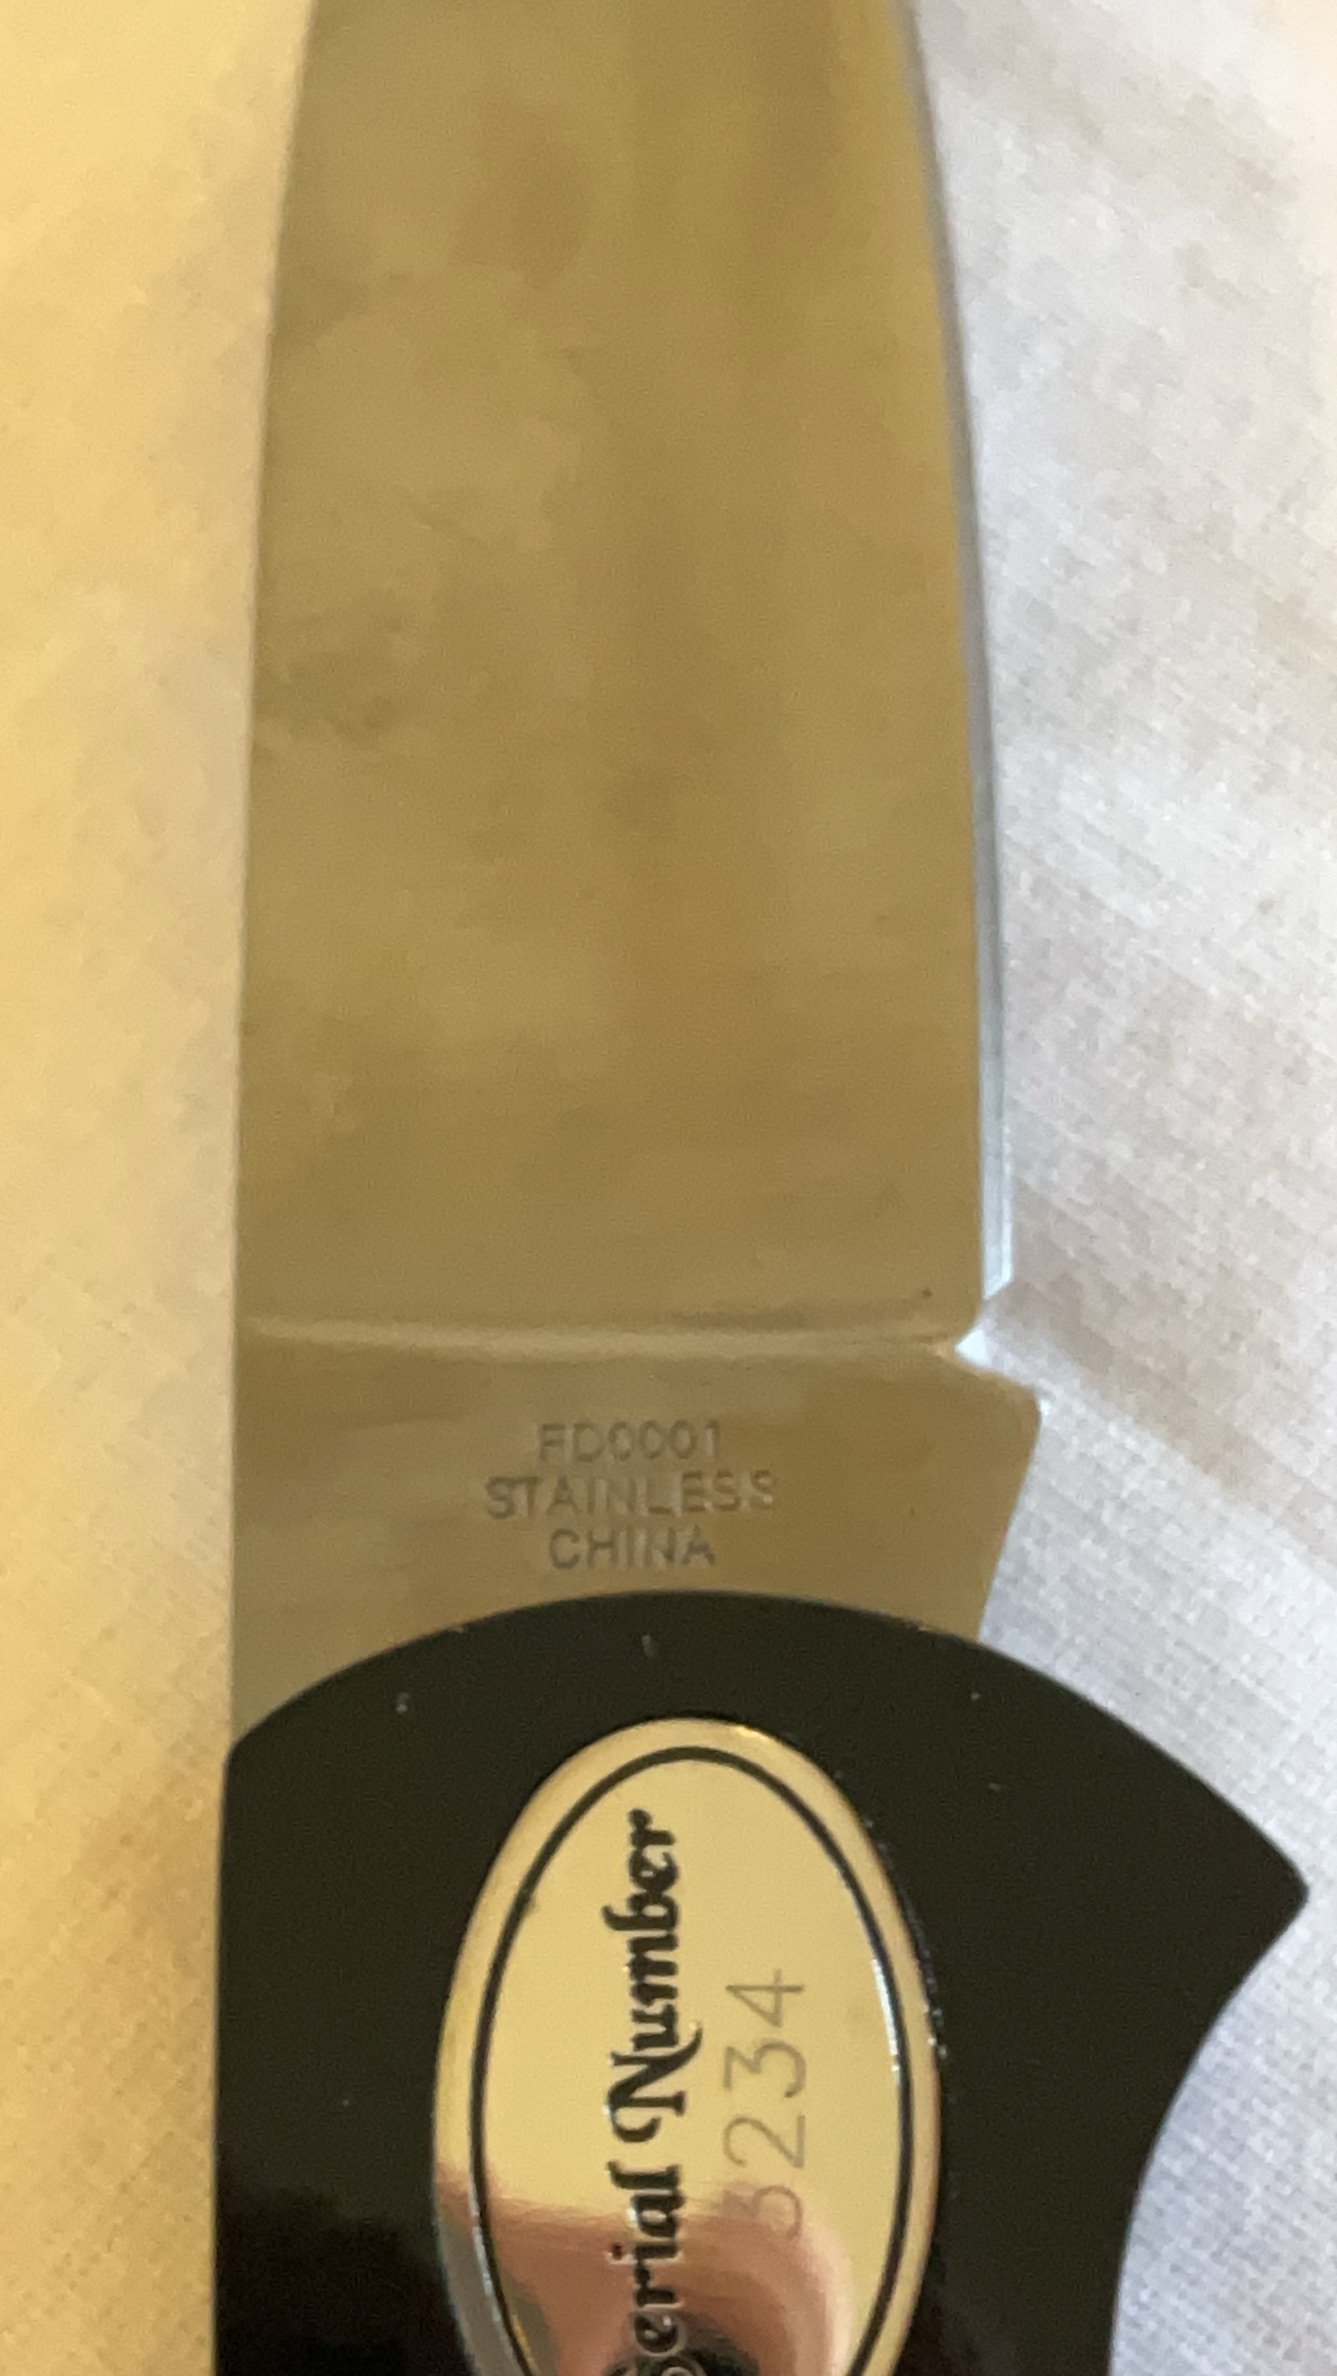 FD0001
STAINLESS
CHINA
Serial Number
3234